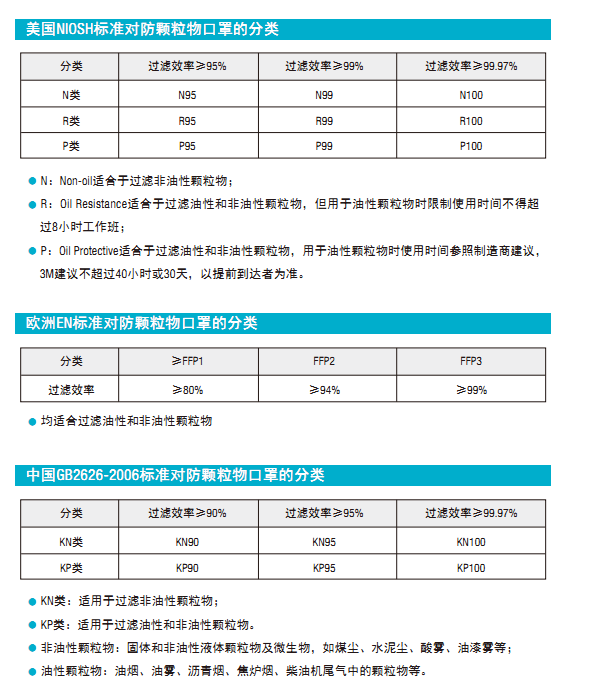 美国NIOSH标准对防颗粒物口罩的分类
分类 过滤效率≥95% 过滤效率≥99% 过滤效率≥99.97%
N类 N95 N99 N100
R类 R95 R99 R100
P类 P95 P99 P100
● N：Non-oil适合于过滤非油性颗粒物；
● R：Oil Resistance适合于过滤油性和非油性颗粒物，但用于油性颗粒物时限制使用时间不得超
过8小时工作班；
● P：Oil Protective适合于过滤油性和非油性颗粒物，用于油性颗粒物时使用时间参照制造商建议，
3M建议不超过40小时或30天，以提前到达者为准。
欧洲EN标准对防颗粒物口罩的分类
分类 ≥FFP1 FFP2 FFP3
过滤效率 ≥80% ≥94% ≥99%
● 均适合过滤油性和非油性颗粒物
中国GB2626-2006标准对防颗粒物口罩的分类
分类 过滤效率≥90% 过滤效率≥95% 过滤效率≥99.97%
KN类 KN90 KN95 KN100
KP类 KP90 KP95 KP100
● KN类：适用于过滤非油性颗粒物；
● KP类：适用于过滤油性和非油性颗粒物。
● 非油性颗粒物：固体和非油性液体颗粒物及微生物，如煤尘、水泥尘、酸雾、油漆雾等；
● 油性颗粒物：油烟、油雾、沥青烟、焦炉烟、柴油机尾气中的颗粒物等。